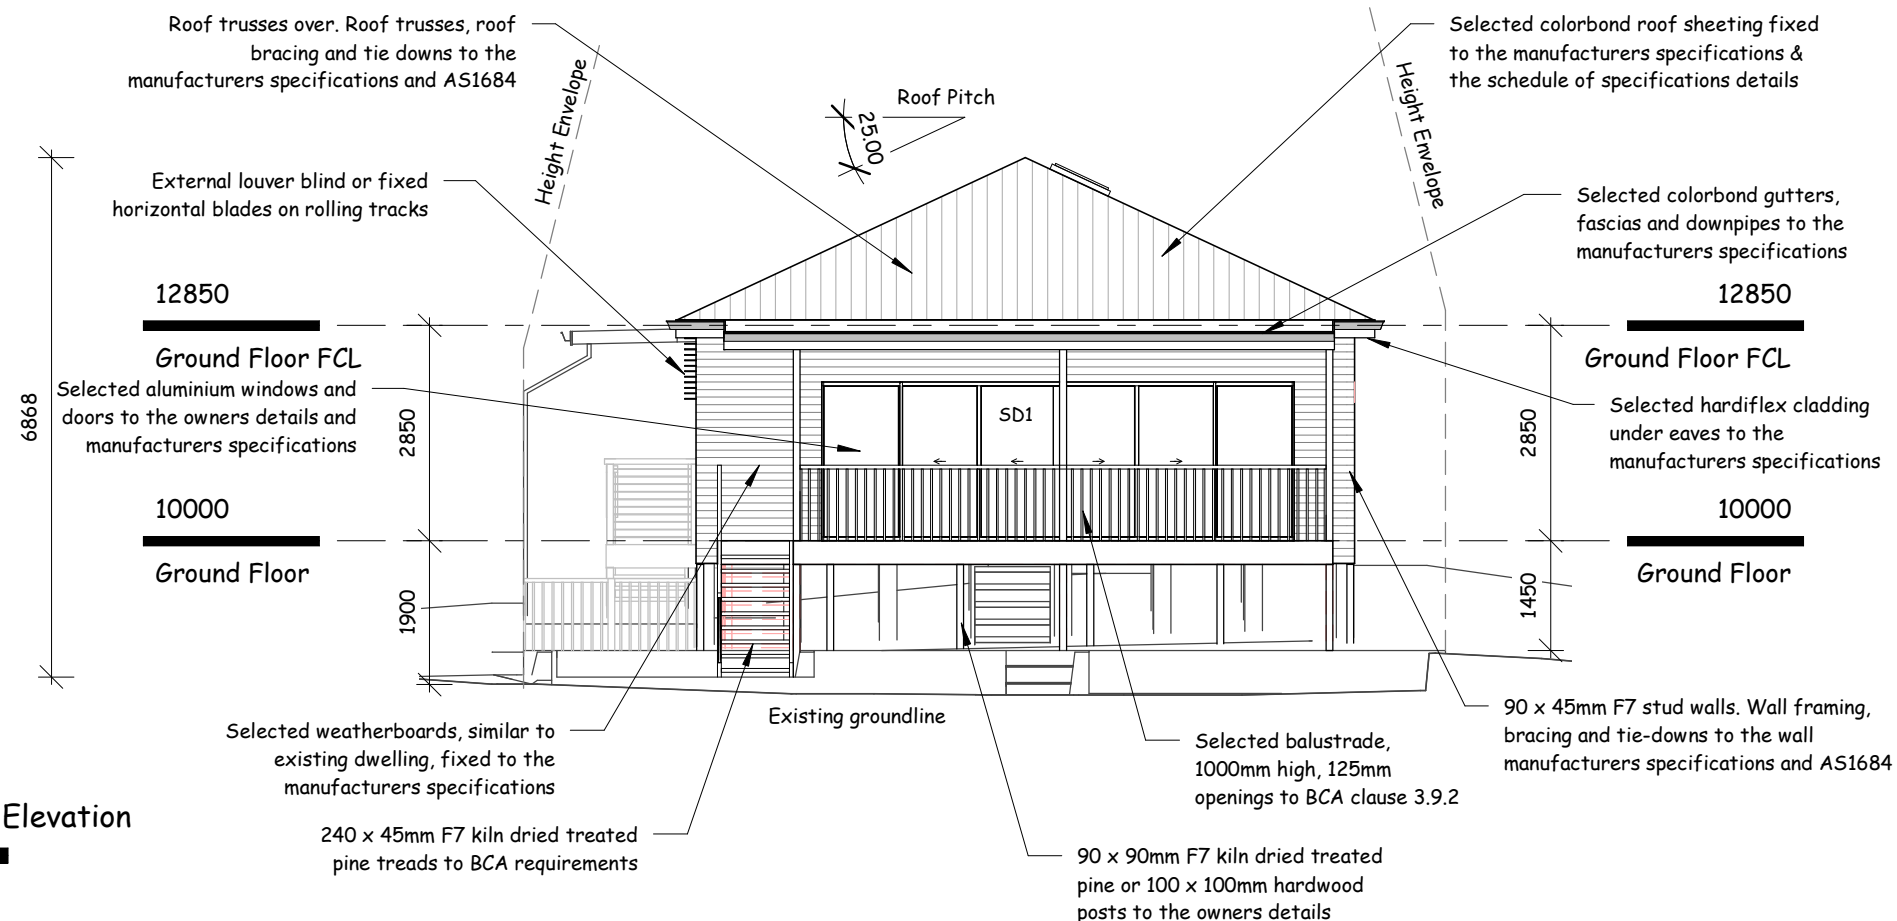 Roof trusses over. Roof trusses, roof
bracing and tie downs to the
manufacturers specifications and AS1684
Selected colorbond roof sheeting fixed
to the manufacturers specifications &
the schedule of specifications details
Height Envelope
Height Envelope
Roof Pitch
25.00
External louver blind or fixed
horizontal blades on rolling tracks
Selected colorbond gutters,
fascias and downpipes to the
manufacturers specifications
12850
Ground Floor FCL
12850
Ground Floor FCL
6868
Selected aluminium windows and
doors to the owners details and
manufacturers specifications
2850
SD1
2850
Selected hardiflex cladding
under eaves to the
manufacturers specifications
10000
Ground Floor
10000
Ground Floor
1900
1450
Existing groundline
Selected weatherboards, similar to
existing dwelling, fixed to the
manufacturers specifications
Selected balustrade,
1000mm high, 125mm
openings to BCA clause 3.9.2
90 x 45mm F7 stud walls. Wall framing,
bracing and tie-downs to the wall
manufacturers specifications and AS1684
Elevation
240 x 45mm F7 kiln dried treated
pine treads to BCA requirements
90 x 90mm F7 kiln dried treated
pine or 100 x 100mm hardwood
posts to the owners details